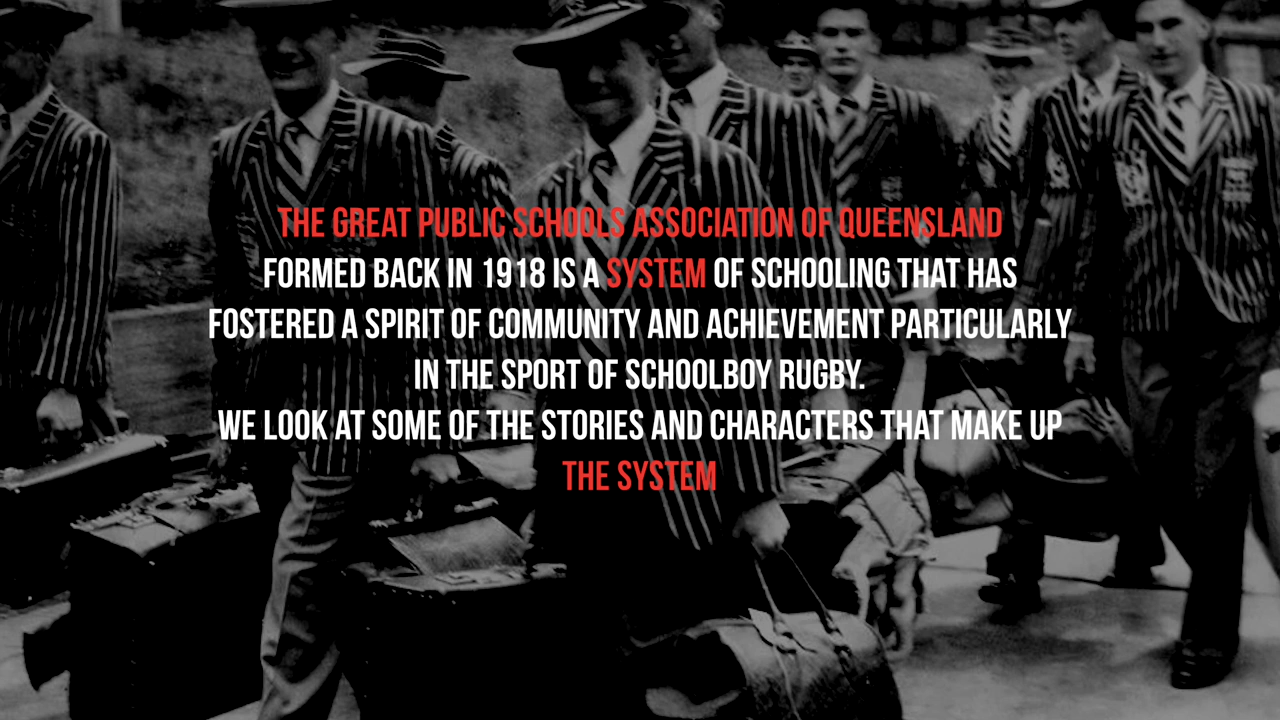 THE GREAT PUBLIC SCHOOLS ASSOCIATION OF QUEENSLAND
FORMED BACK IN 1918 IS A SYSTEM OF SCHOOLING THAT HAS
FOSTERED A SPIRIT OF COMMUNITY AND ACHIEVEMENT PARTICULARLY
IN THE SPORT OF SCHOOLBOY RUGBY.
WE LOOK AT SOME OF THE STORIES AND CHARACTERS THAT MAKE UP
THE SYSTEM